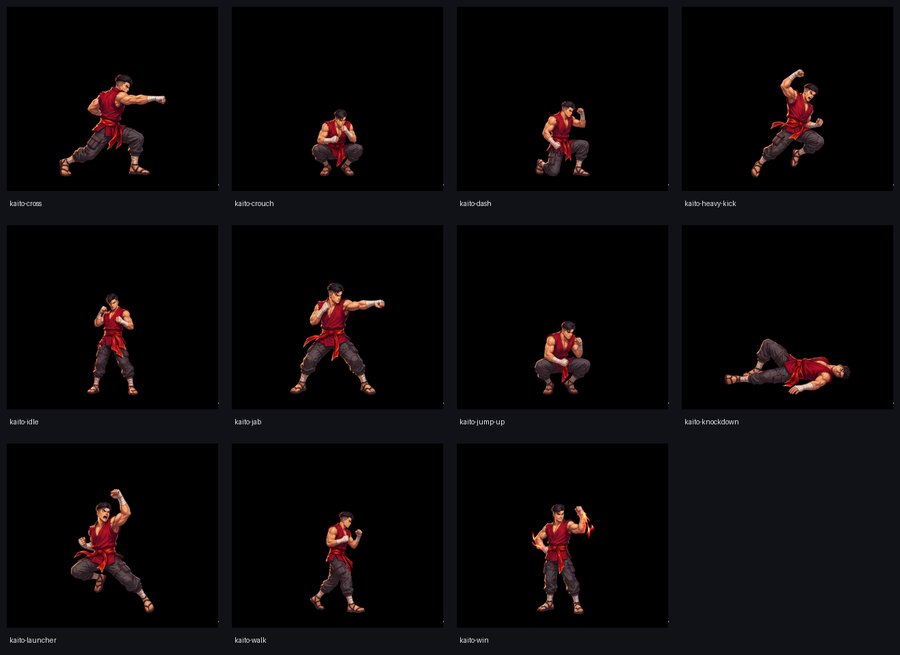 kaito-cross
kaito-crouch
kaito-dash
kaito-heavy-kick
kaito-idle
kaito-jab
kaito-jump-up
kaito-knockdown
kaito-launcher
kaito-walk
kaito-win